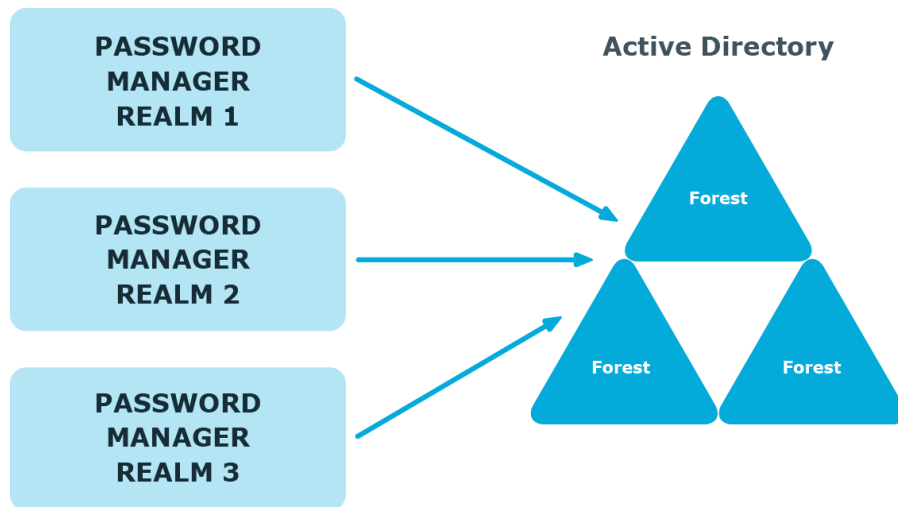 PASSWORD
MANAGER
REALM 1
Active Directory
Forest
PASSWORD
MANAGER
REALM 2
Forest
Forest
PASSWORD
MANAGER
REALM 3